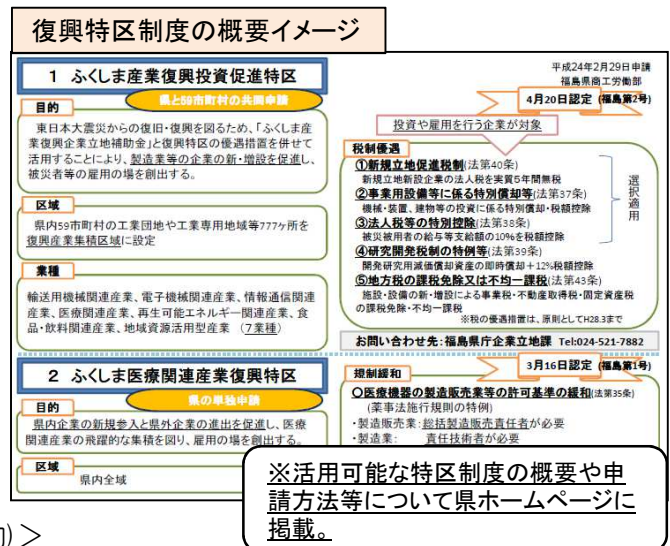 復興特区制度の概要イメージ
平成24年2月29日申請
福島県商工労働部
1 ふくしま産業復興投資促進特区
県と59市町村の共同申請
目的
東日本大震災からの復旧・復興を図るため、「ふくしま産
業復興企業立地補助金」と復興特区の優遇措置を併せて
活用することにより、製造業等の企業の新・増設を促進し、
被災者等の雇用の場を創出する。
区域
県内59市町村の工業団地や工業専用地域等777ヶ所を
復興産業集積区域に設定
業種
輸送用機械関連産業、電子機械関連産業、情報通信関連
産業、医療関連産業、再生可能エネルギー関連産業、食
品・飲料関連産業、地域資源活用型産業 (7業種)
4月20日認定 (福島第2号)
投資や雇用を行う企業が対象
税制優遇
①新規立地促進税制(法第40条)
新規立地新設企業の法人税を実質5年間無税
②事業用設備等に係る特別償却等(法第37条)
機械・装置、建物等の投資に係る特別償却・税額控除
③法人税等の特別控除(法第38条)
被災被用者の給与等支給額の10%を税額控除
選択適用
④研究開発税制の特例等(法第39条)
開発研究用減価償却資産の即時償却+12%税額控除
⑤地方税の課税免除又は不均一課税(法第43条)
施設・設備の新・増設による事業税・不動産取得税・固定資産税
の課税免除・不均一課税
※税の優遇措置は、原則としてH28.3まで
お問い合わせ先:福島県庁企業立地課 Tel:024-521-7882
2 ふくしま医療関連産業復興特区
県の単独申請
目的
県内企業の新規参入と県外企業の進出を促進し、医療
関連産業の飛躍的な集積を図り、雇用の場を創出する。
区域
県内全域
3月16日認定 (福島第1号)
規制緩和
〇医療機器の製造販売業等の許可基準の緩和(法第35条)
(薬事法施行規則の特例)
・製造販売業:総括製造販売責任者が必要
・製造業: 責任技術者が必要
※活用可能な特区制度の概要や申
請方法等について県ホームページに
掲載。
)>